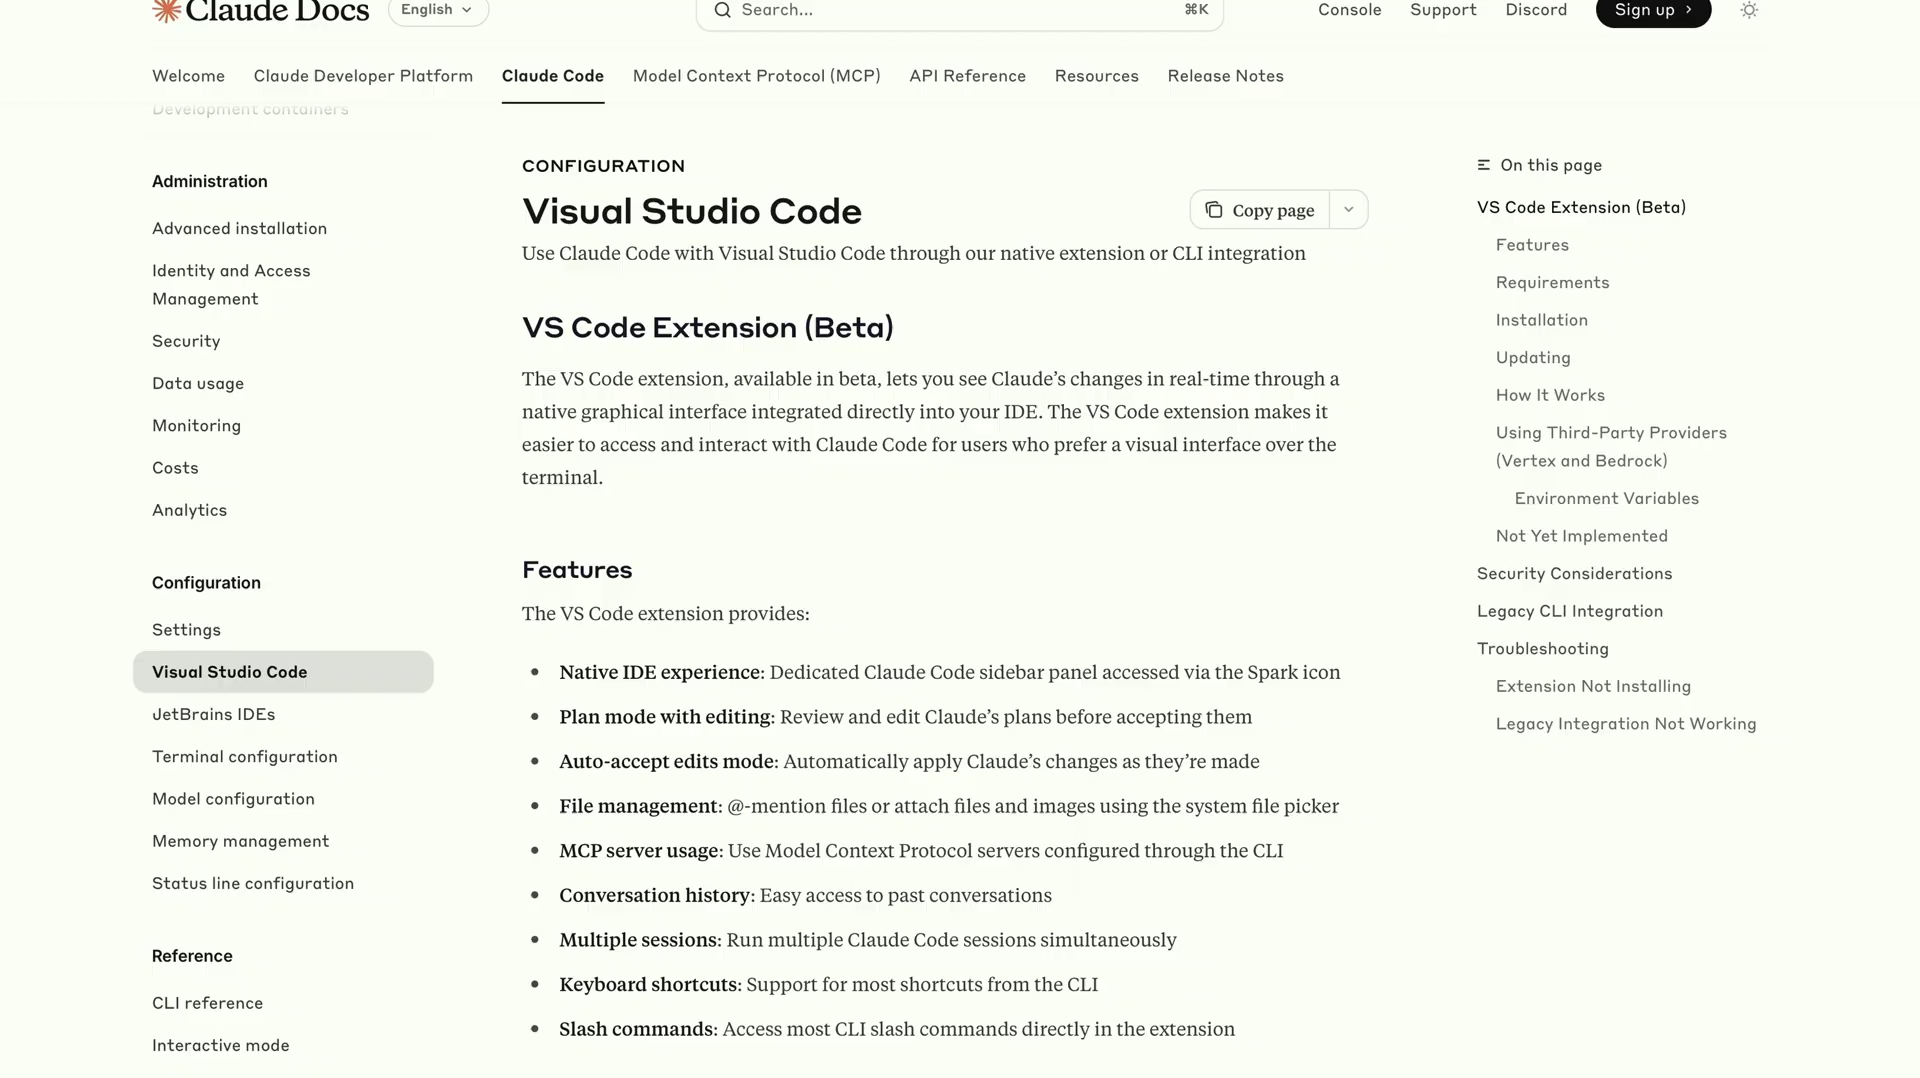 Claude Docs
English
Search...
⌘K
Console
Support
Discord
Sign up
Welcome
Claude Developer Platform
Claude Code
Model Context Protocol (MCP)
API Reference
Resources
Release Notes
Development containers
Administration
Advanced installation
Identity and Access
Management
Security
Data usage
Monitoring
Costs
Analytics
Configuration
Settings
Visual Studio Code
JetBrains IDEs
Terminal configuration
Model configuration
Memory management
Status line configuration
Reference
CLI reference
Interactive mode
CONFIGURATION
Visual Studio Code
Copy page
Use Claude Code with Visual Studio Code through our native extension or CLI integration
VS Code Extension (Beta)
The VS Code extension, available in beta, lets you see Claude’s changes in real-time through a
native graphical interface integrated directly into your IDE. The VS Code extension makes it
easier to access and interact with Claude Code for users who prefer a visual interface over the
terminal.
Features
The VS Code extension provides:
• Native IDE experience: Dedicated Claude Code sidebar panel accessed via the Spark icon
• Plan mode with editing: Review and edit Claude’s plans before accepting them
• Auto-accept edits mode: Automatically apply Claude’s changes as they’re made
• File management: @-mention files or attach files and images using the system file picker
• MCP server usage: Use Model Context Protocol servers configured through the CLI
• Conversation history: Easy access to past conversations
• Multiple sessions: Run multiple Claude Code sessions simultaneously
• Keyboard shortcuts: Support for most shortcuts from the CLI
• Slash commands: Access most CLI slash commands directly in the extension
On this page
VS Code Extension (Beta)
Features
Requirements
Installation
Updating
How It Works
Using Third-Party Providers
(Vertex and Bedrock)
Environment Variables
Not Yet Implemented
Security Considerations
Legacy CLI Integration
Troubleshooting
Extension Not Installing
Legacy Integration Not Working